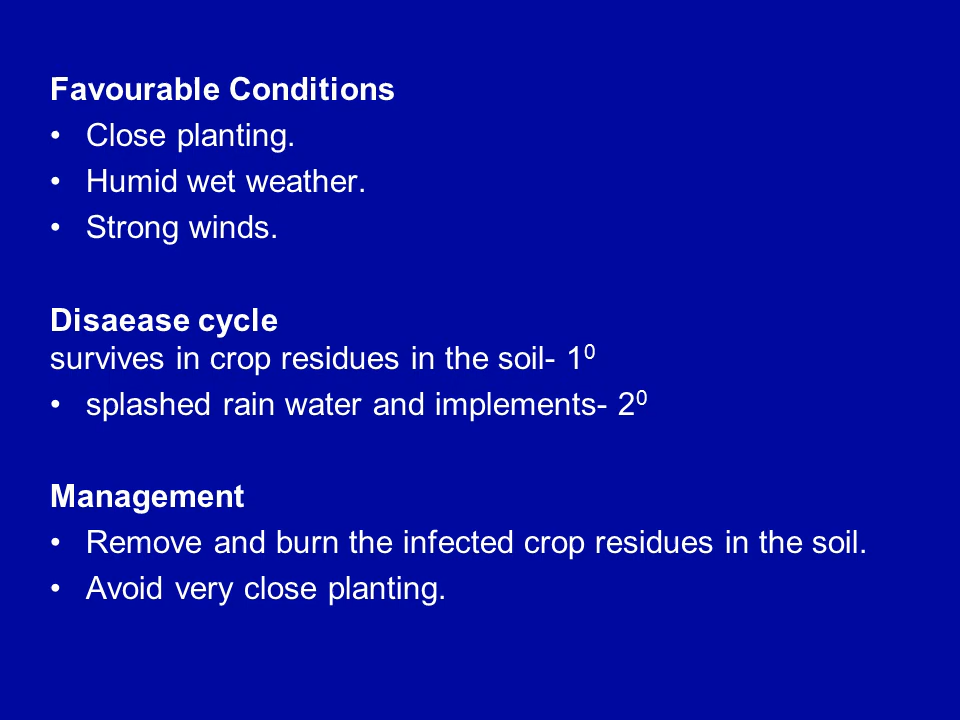 Favourable Conditions
• Close planting.
• Humid wet weather.
• Strong winds.
Disaease cycle
survives in crop residues in the soil- 1⁰
• splashed rain water and implements- 2⁰
Management
• Remove and burn the infected crop residues in the soil.
• Avoid very close planting.